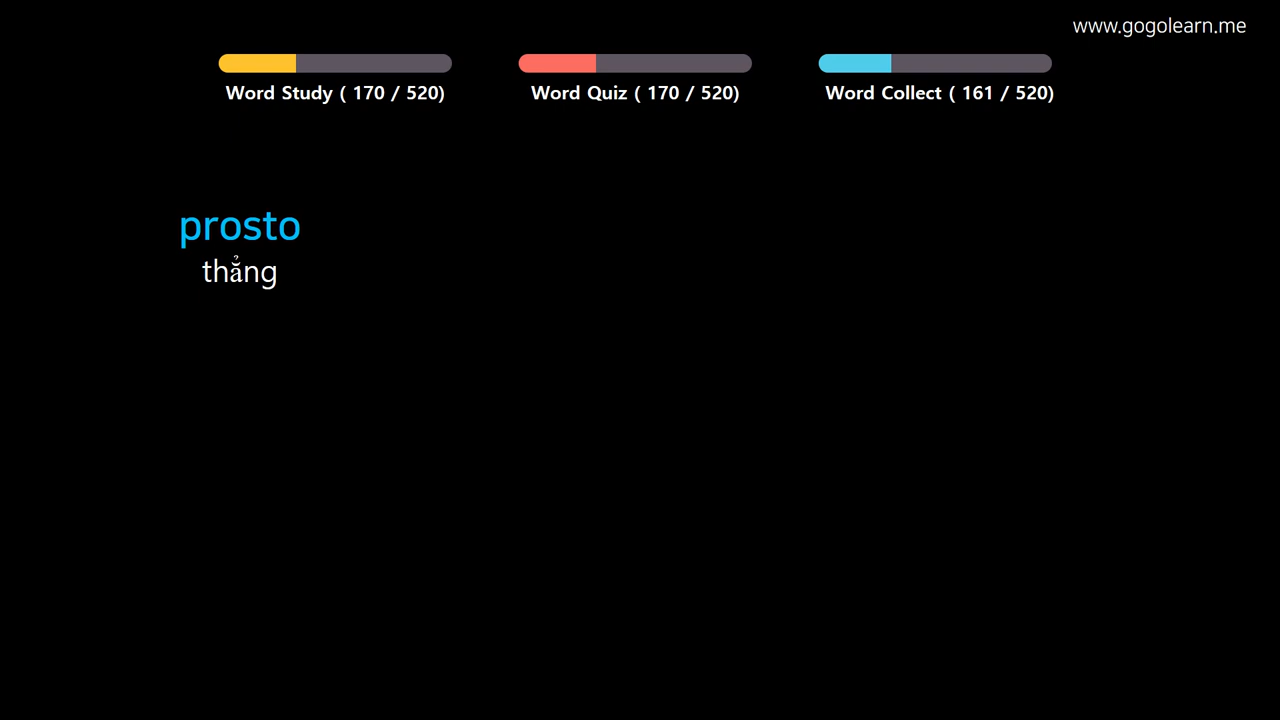 www.gogolearn.me
Word Study ( 170 / 520)
Word Quiz ( 170 / 520)
Word Collect ( 161 / 520)
prosto
thẳng